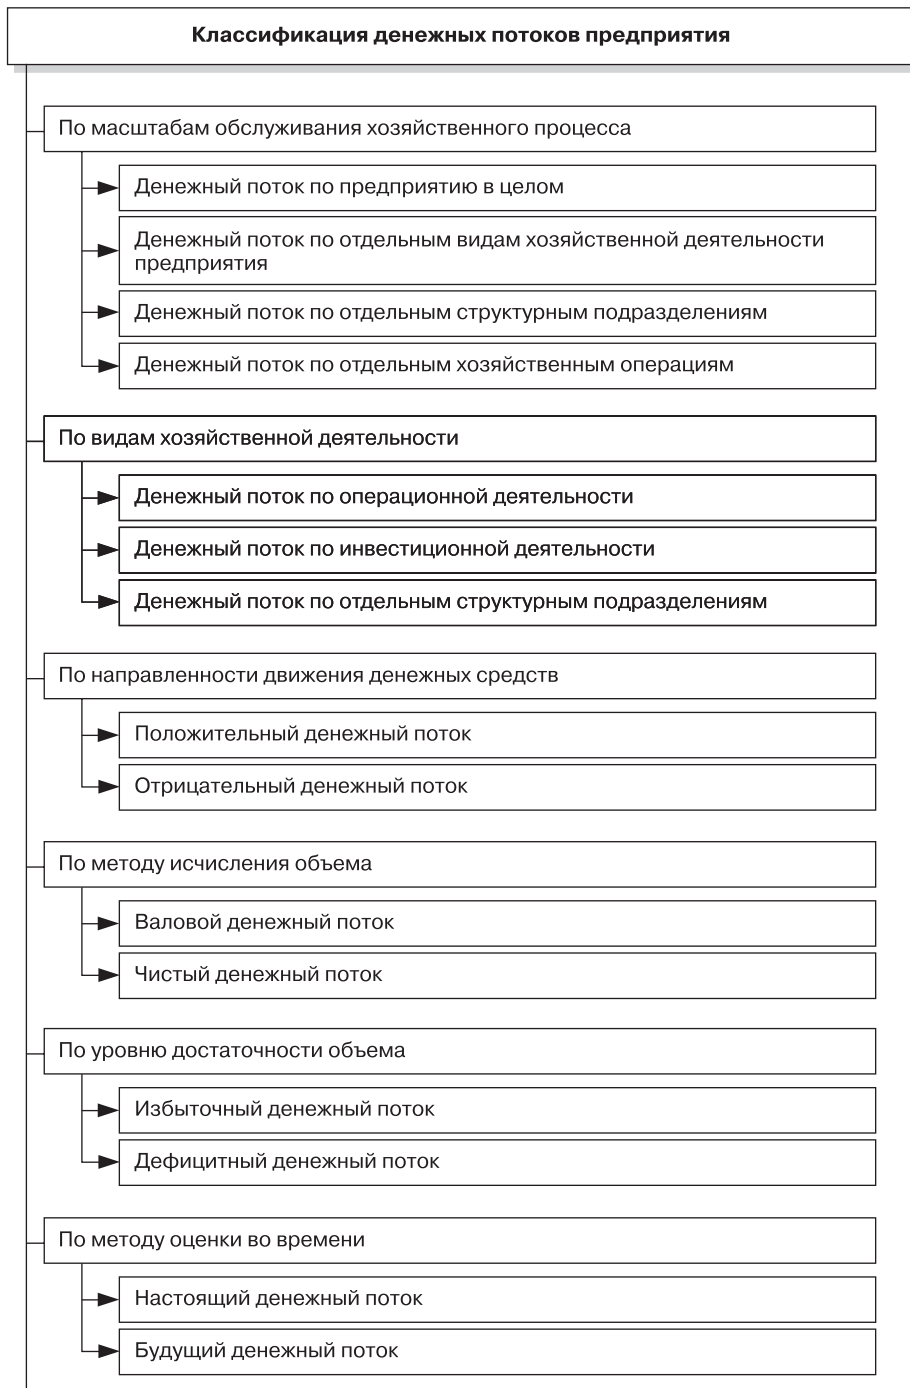 Классификация денежных потоков предприятия
По масштабам обслуживания хозяйственного процесса
Денежный поток по предприятию в целом
Денежный поток по отдельным видам хозяйственной деятельности
предприятия
Денежный поток по отдельным структурным подразделениям
Денежный поток по отдельным хозяйственным операциям
По видам хозяйственной деятельности
Денежный поток по операционной деятельности
Денежный поток по инвестиционной деятельности
Денежный поток по отдельным структурным подразделениям
По направленности движения денежных средств
Положительный денежный поток
Отрицательный денежный поток
По методу исчисления объема
Валовой денежный поток
Чистый денежный поток
По уровню достаточности объема
Избыточный денежный поток
Дефицитный денежный поток
По методу оценки во времени
Настоящий денежный поток
Будущий денежный поток